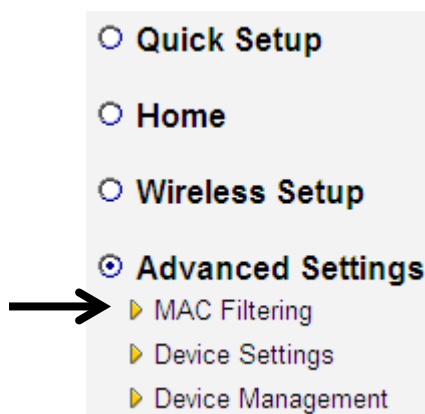 Quick Setup
Home
Wireless Setup
Advanced Settings
MAC Filtering
Device Settings
Device Management